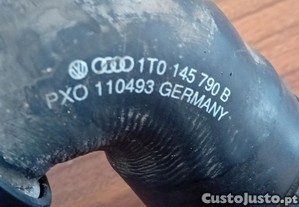 1T0 145 790 B
PXO 110493 GERMANY
CustoJusto.pt